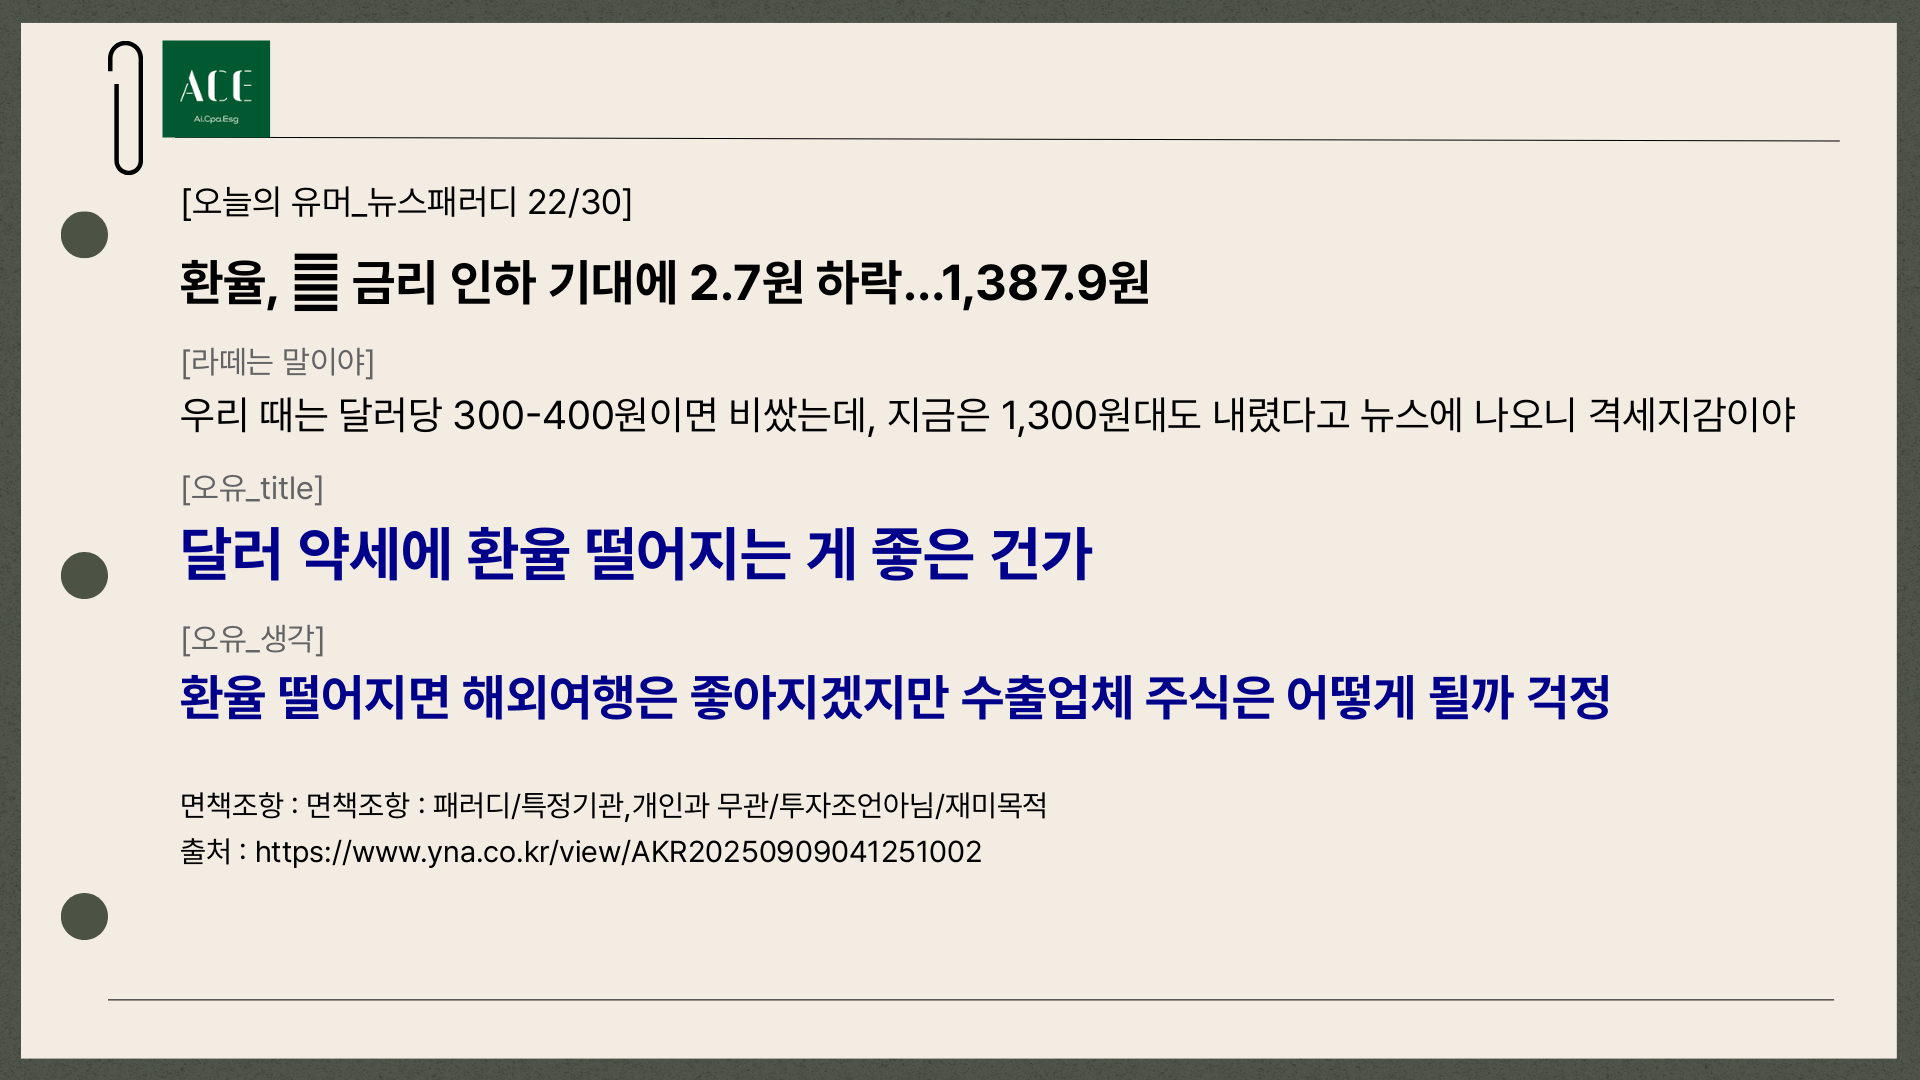 ACE
Ai.Cpa.Esg
[오늘의 유머_뉴스패러디 22/30]
환율, 금리 인하 기대에 2.7원 하락…1,387.9원
[라떼는 말이야]
우리 때는 달러당 300-400원이면 비쌌는데, 지금은 1,300원대도 내렸다고 뉴스에 나오니 격세지감이야
[오유_title]
달러 약세에 환율 떨어지는 게 좋은 건가
[오유_생각]
환율 떨어지면 해외여행은 좋아지겠지만 수출업체 주식은 어떻게 될까 걱정
면책조항 : 면책조항 : 패러디/특정기관,개인과 무관/투자조언아님/재미목적
출처 : https://www.yna.co.kr/view/AKR20250909041251002